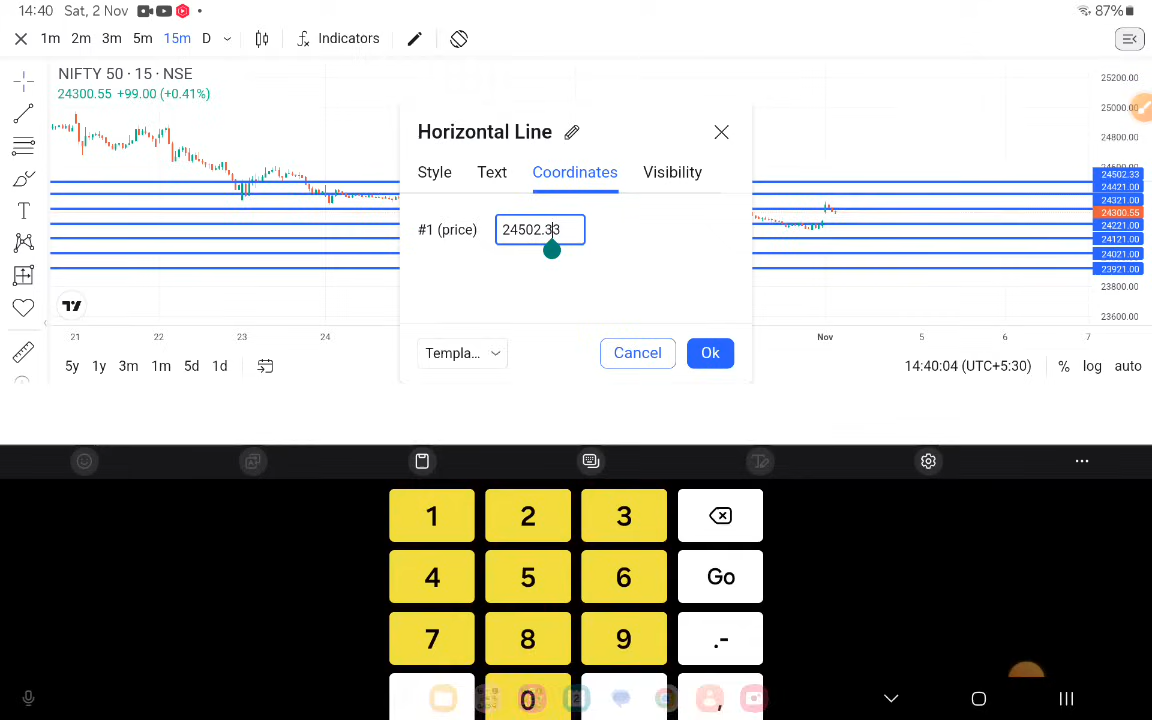 14:40 Sat, 2 Nov 87%
1m 2m 3m 5m 15m D Indicators
NIFTY 50 · 15 · NSE
24300.55 +99.00 (+0.41%)
25200.00
25000.00
24800.00
24502.33
24421.00
24321.00
24300.55
24221.00
24121.00
24021.00
23921.00
23800.00
23600.00
Horizontal Line
Style Text Coordinates Visibility
#1 (price) 24502.33
Templa... Cancel Ok
21 22 23 24 Nov 5 6 7
5y 1y 3m 1m 5d 1d 14:40:04 (UTC+5:30) % log auto
1 2 3
4 5 6 Go
7 8 9 .-
0 ,